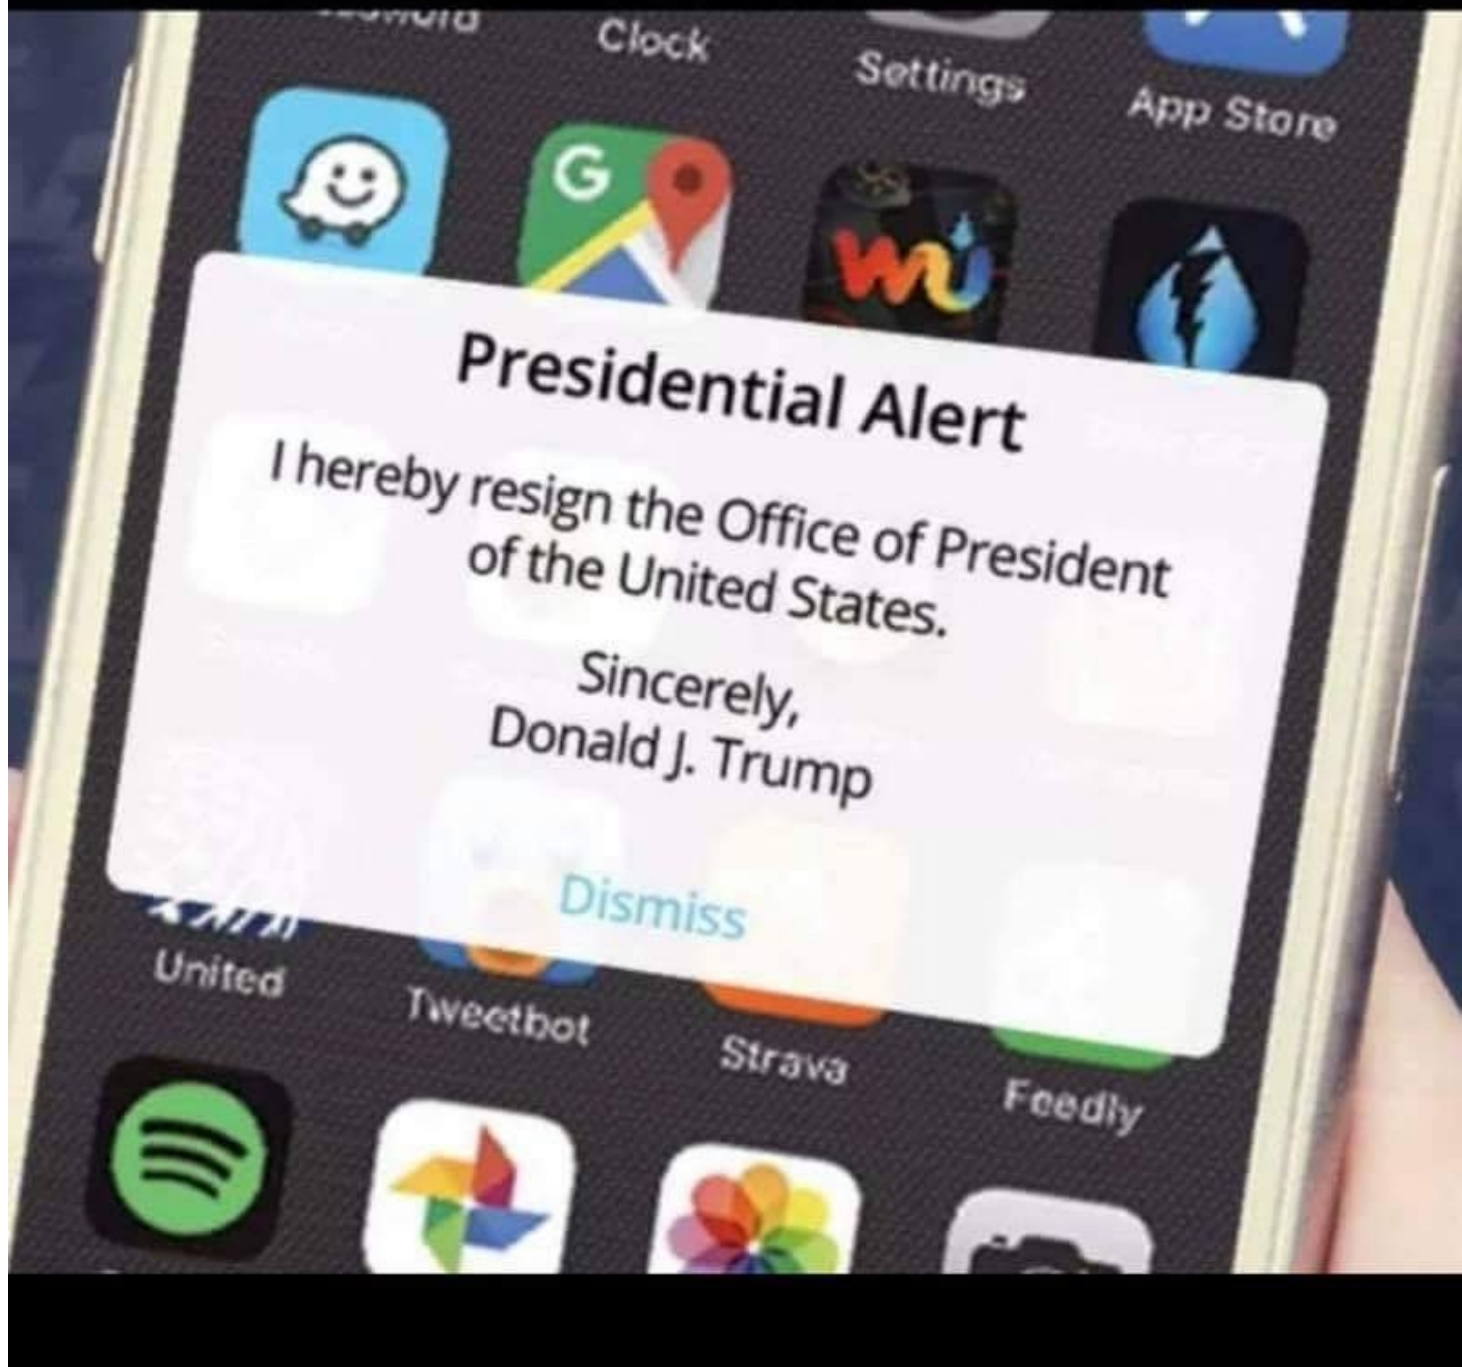 Clock
Settings
App Store
G
wu
Presidential Alert
I hereby resign the Office of President
of the United States.
Sincerely,
Donald J. Trump
Dismiss
United
Tweetbot
Strava
Feedly